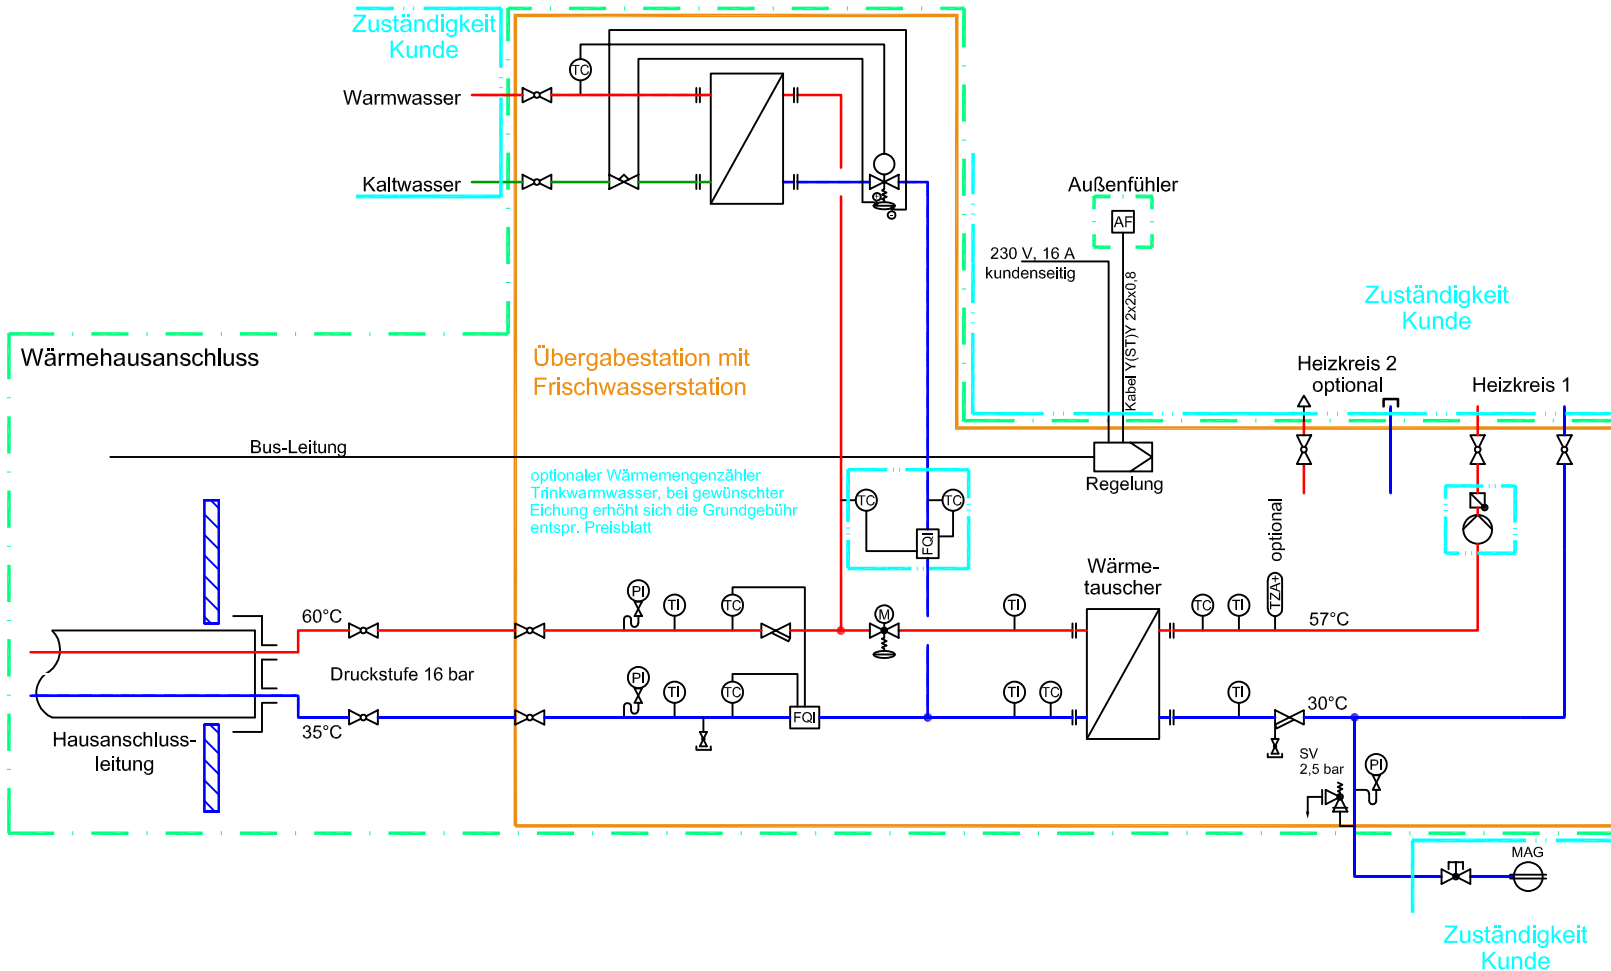 Zuständigkeit
Kunde
TC
Warmwasser
Kaltwasser
Außenfühler
AF
230 V, 16 A
kundenseitig
Kabel Y(ST)Y 2x2x0,8
Zuständigkeit
Kunde
Wärmehausanschluss
Übergabestation mit
Frischwasserstation
Heizkreis 2
optional
Heizkreis 1
Bus-Leitung
Regelung
optionaler Wärmemengenzähler
Trinkwarmwasser, bei gewünschter
Eichung erhöht sich die Grundgebühr
entspr. Preisblatt
TC
TC
FQI
optional
TZA+
Wärme-
tauscher
60°C
PI
TI
TC
M
TI
TC
TI
57°C
Druckstufe 16 bar
35°C
PI
TI
TC
FQI
TI
TC
TI
30°C
Hausanschluss-
leitung
SV
2,5 bar
PI
MAG
Zuständigkeit
Kunde